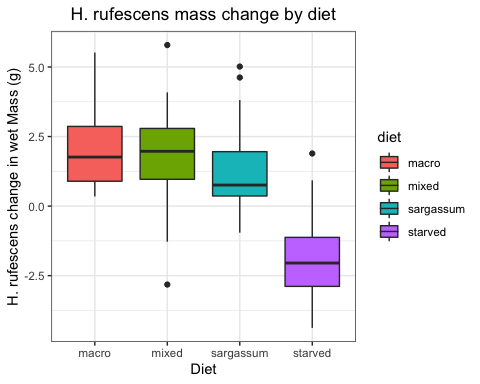 H. rufescens mass change by diet
H. rufescens change in wet Mass (g)
5.0
2.5
0.0
-2.5
macro
mixed
sargassum
starved
Diet
diet
macro
mixed
sargassum
starved